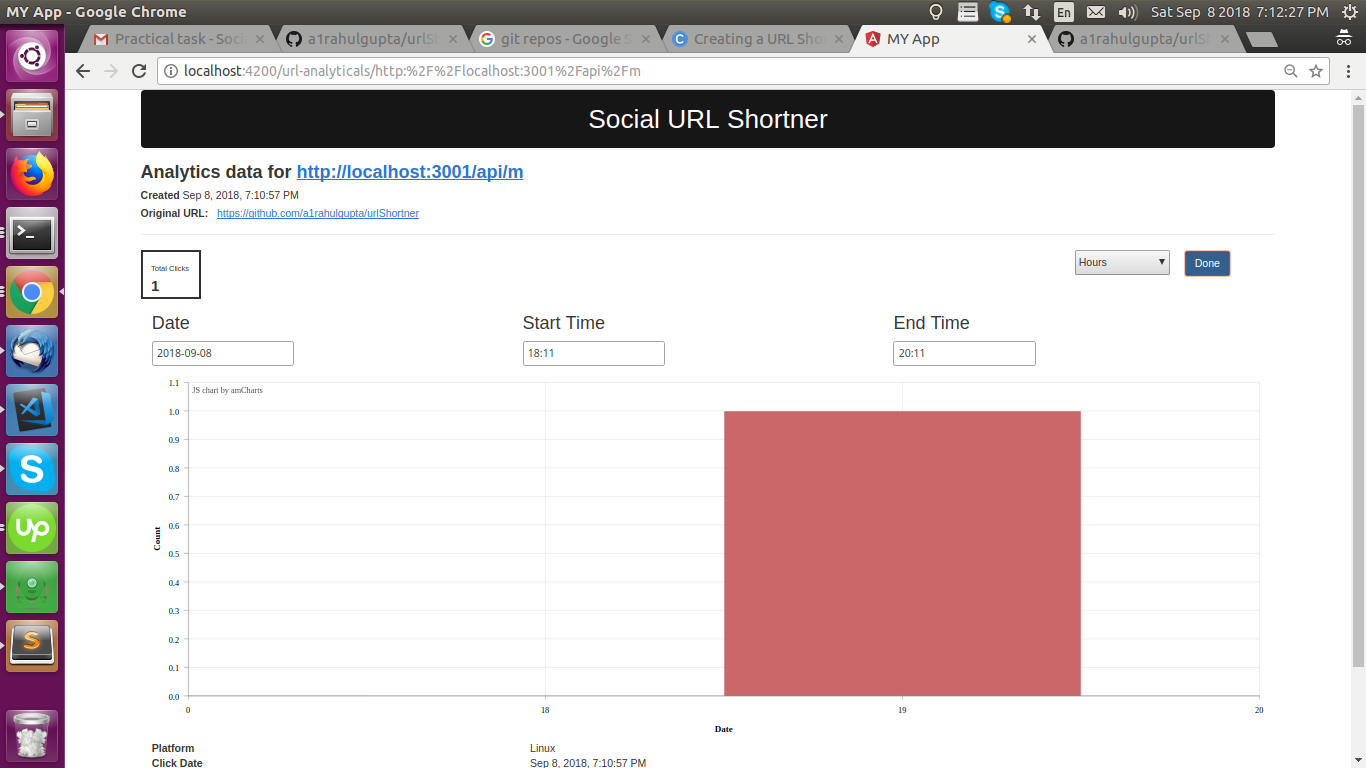 MY App - Google Chrome
En
Sat Sep 8 2018 7:12:27 PM
Practical task - Soci
a1rahulgupta/urlSh
git repos - Google S
Creating a URL Sho
MY App
a1rahulgupta/urlSh
localhost:4200/url-analyticals/http:%2F%2Flocalhost:3001%2Fapi%2Fm
Social URL Shortner
Analytics data for http://localhost:3001/api/m
Created Sep 8, 2018, 7:10:57 PM
Original URL: https://github.com/a1rahulgupta/urlShortner
Total Clicks
1
Hours
Done
Date
Start Time
End Time
2018-09-08
18:11
20:11
JS chart by amCharts
1.1
1.0
0.9
0.8
0.7
0.6
0.5
0.4
0.3
0.2
0.1
0.0
Count
0
18
19
20
Date
Platform
Linux
Click Date
Sep 8, 2018, 7:10:57 PM